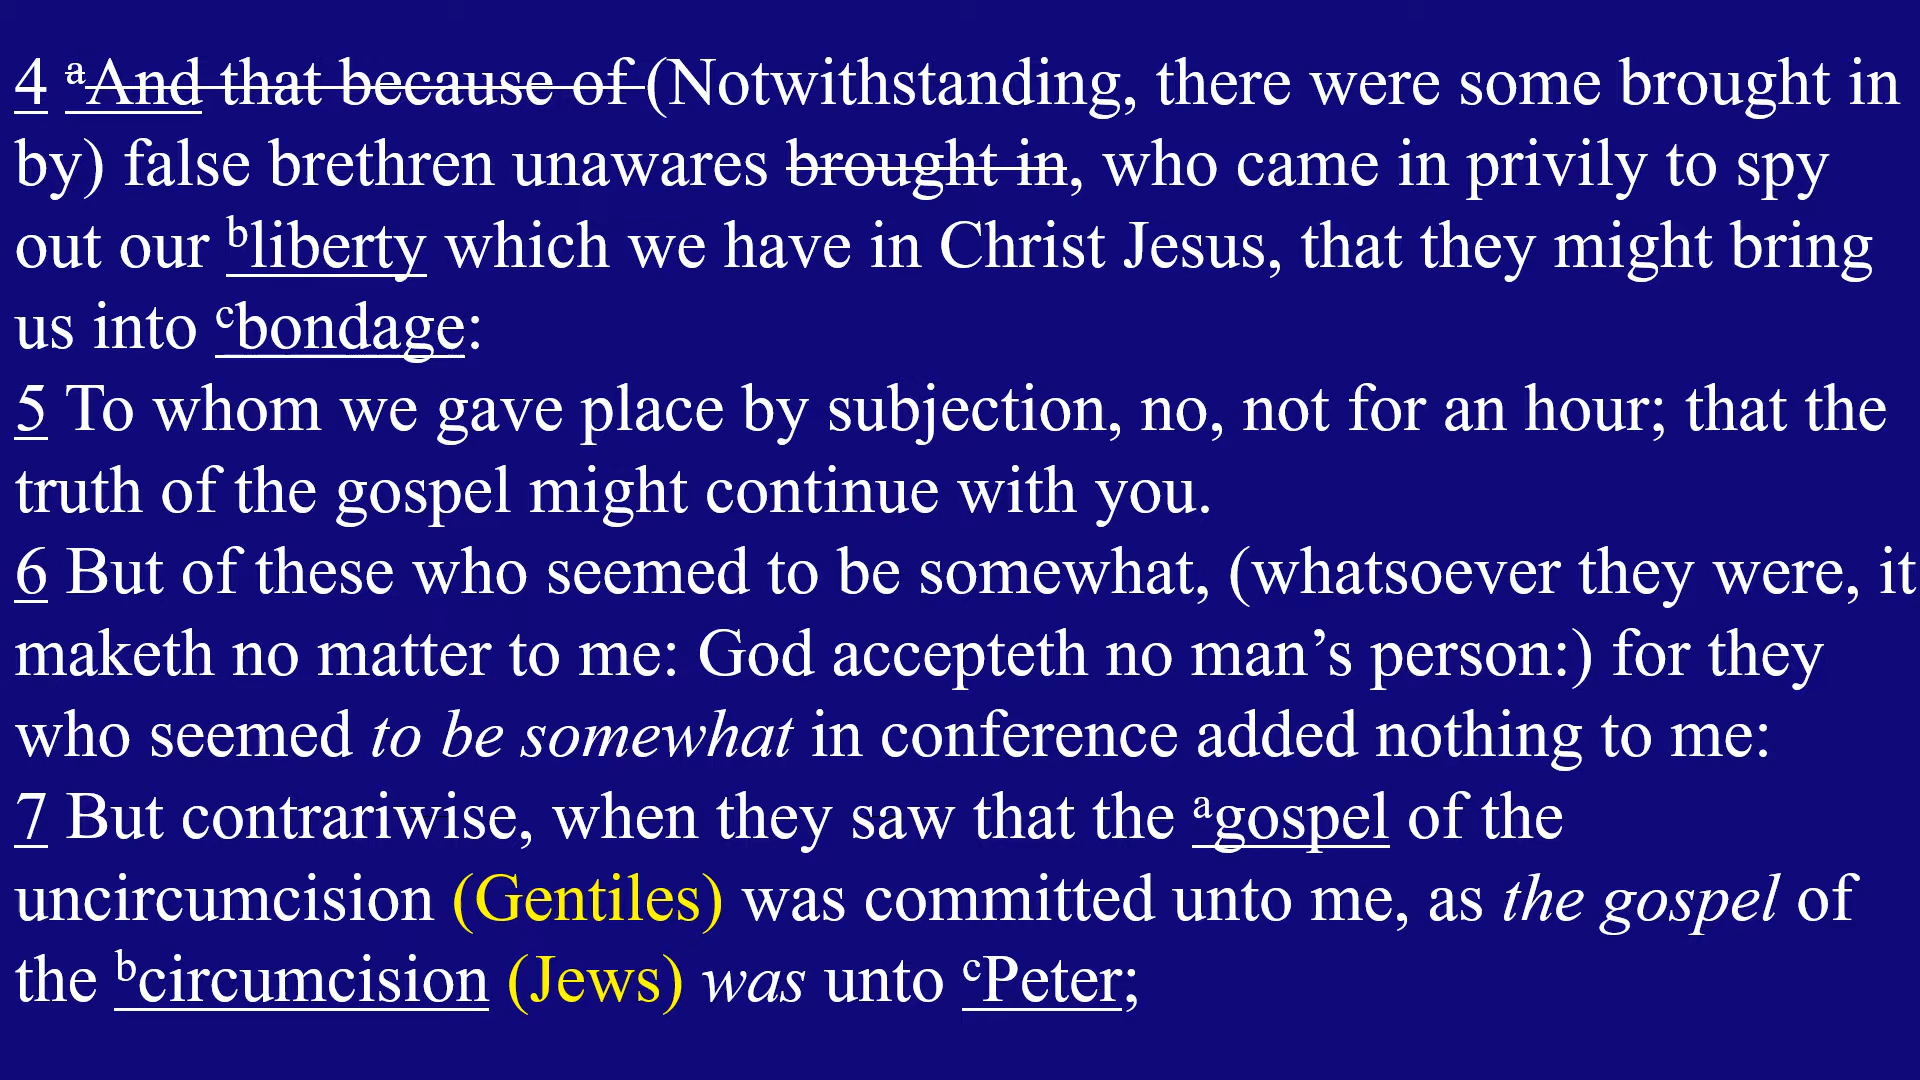 4 aAnd that because of (Notwithstanding, there were some brought in
by) false brethren unawares brought in, who came in privily to spy
out our bliberty which we have in Christ Jesus, that they might bring
us into cbondage:
5 To whom we gave place by subjection, no, not for an hour; that the
truth of the gospel might continue with you.
6 But of these who seemed to be somewhat, (whatsoever they were, it
maketh no matter to me: God accepteth no man’s person:) for they
who seemed to be somewhat in conference added nothing to me:
7 But contrariwise, when they saw that the agospel of the
uncircumcision (Gentiles) was committed unto me, as the gospel of
the bcircumcision (Jews) was unto cPeter;